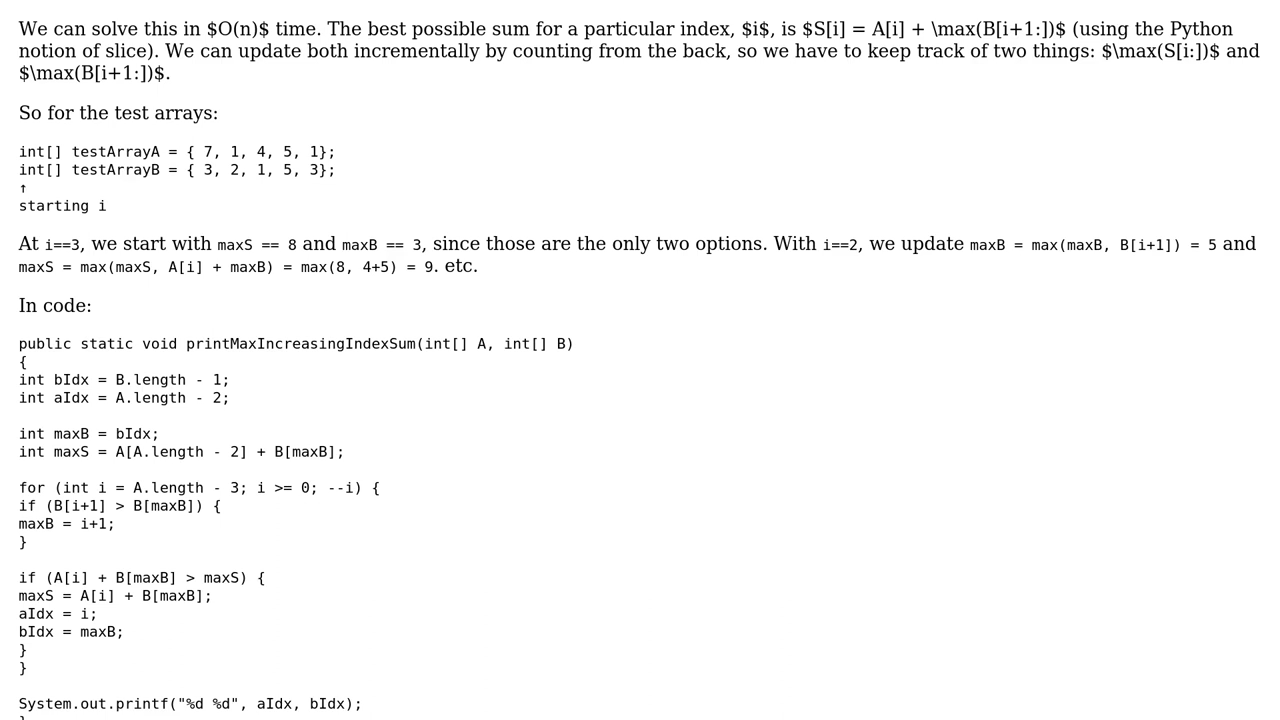 We can solve this in $O(n)$ time. The best possible sum for a particular index, $i$, is $S[i] = A[i] + \max(B[i+1:])$ (using the Python
notion of slice). We can update both incrementally by counting from the back, so we have to keep track of two things: $\max(S[i:])$ and
$\max(B[i+1:])$.
So for the test arrays:
int[] testArrayA = { 7, 1, 4, 5, 1};
int[] testArrayB = { 3, 2, 1, 5, 3};
↑
starting i
At i==3, we start with maxS == 8 and maxB == 3, since those are the only two options. With i==2, we update maxB = max(maxB, B[i+1]) = 5 and
maxS = max(maxS, A[i] + maxB) = max(8, 4+5) = 9. etc.
In code:
public static void printMaxIncreasingIndexSum(int[] A, int[] B)
{
int bIdx = B.length - 1;
int aIdx = A.length - 2;
int maxB = bIdx;
int maxS = A[A.length - 2] + B[maxB];
for (int i = A.length - 3; i >= 0; --i) {
if (B[i+1] > B[maxB]) {
maxB = i+1;
}
if (A[i] + B[maxB] > maxS) {
maxS = A[i] + B[maxB];
aIdx = i;
bIdx = maxB;
}
}
System.out.printf("%d %d", aIdx, bIdx);
}